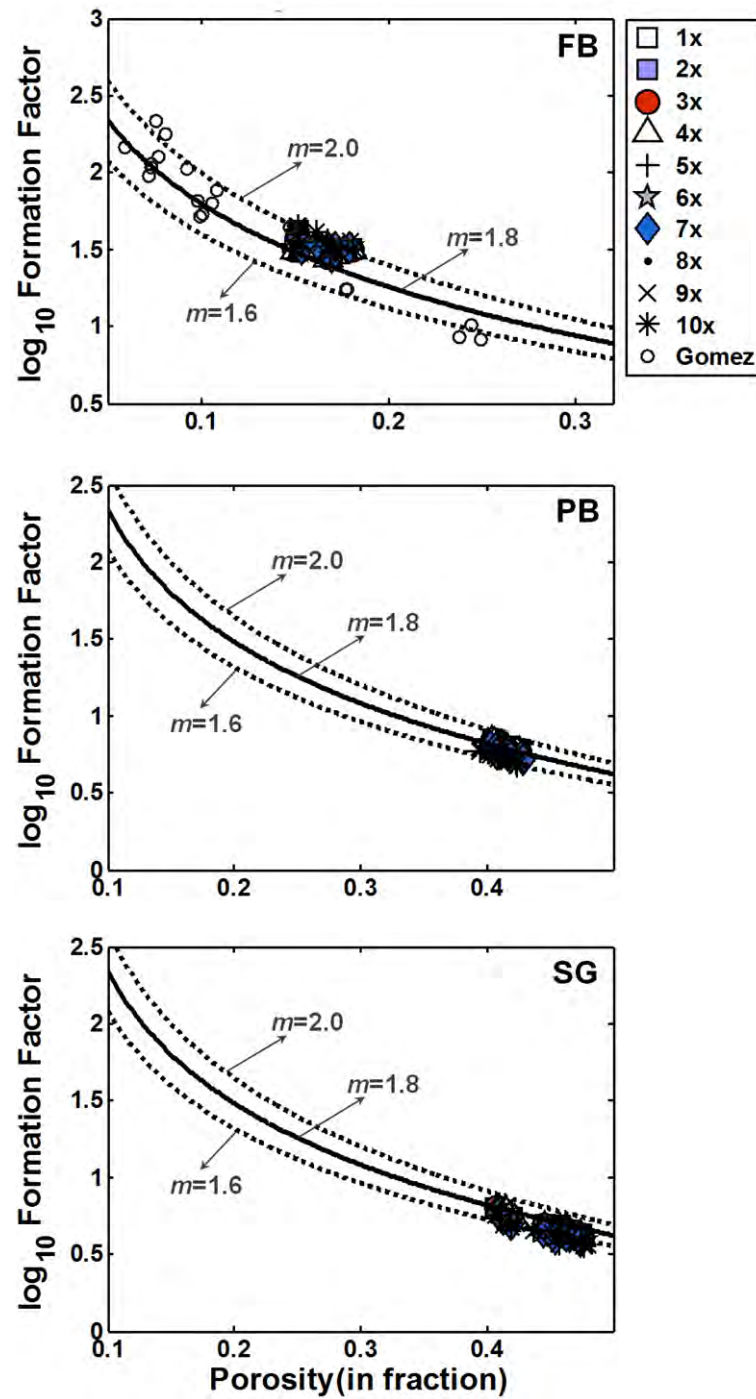 FB
log10 Formation Factor
3
2.5
2
1.5
1
0.5
0.1
0.2
0.3
m=2.0
m=1.8
m=1.6
1x
2x
3x
4x
5x
6x
7x
8x
9x
10x
Gomez
PB
log10 Formation Factor
2.5
2
1.5
1
0.5
0
0.1
0.2
0.3
0.4
m=2.0
m=1.8
m=1.6
SG
log10 Formation Factor
2.5
2
1.5
1
0.5
0
0.1
0.2
0.3
0.4
m=2.0
m=1.8
m=1.6
Porosity(in fraction)